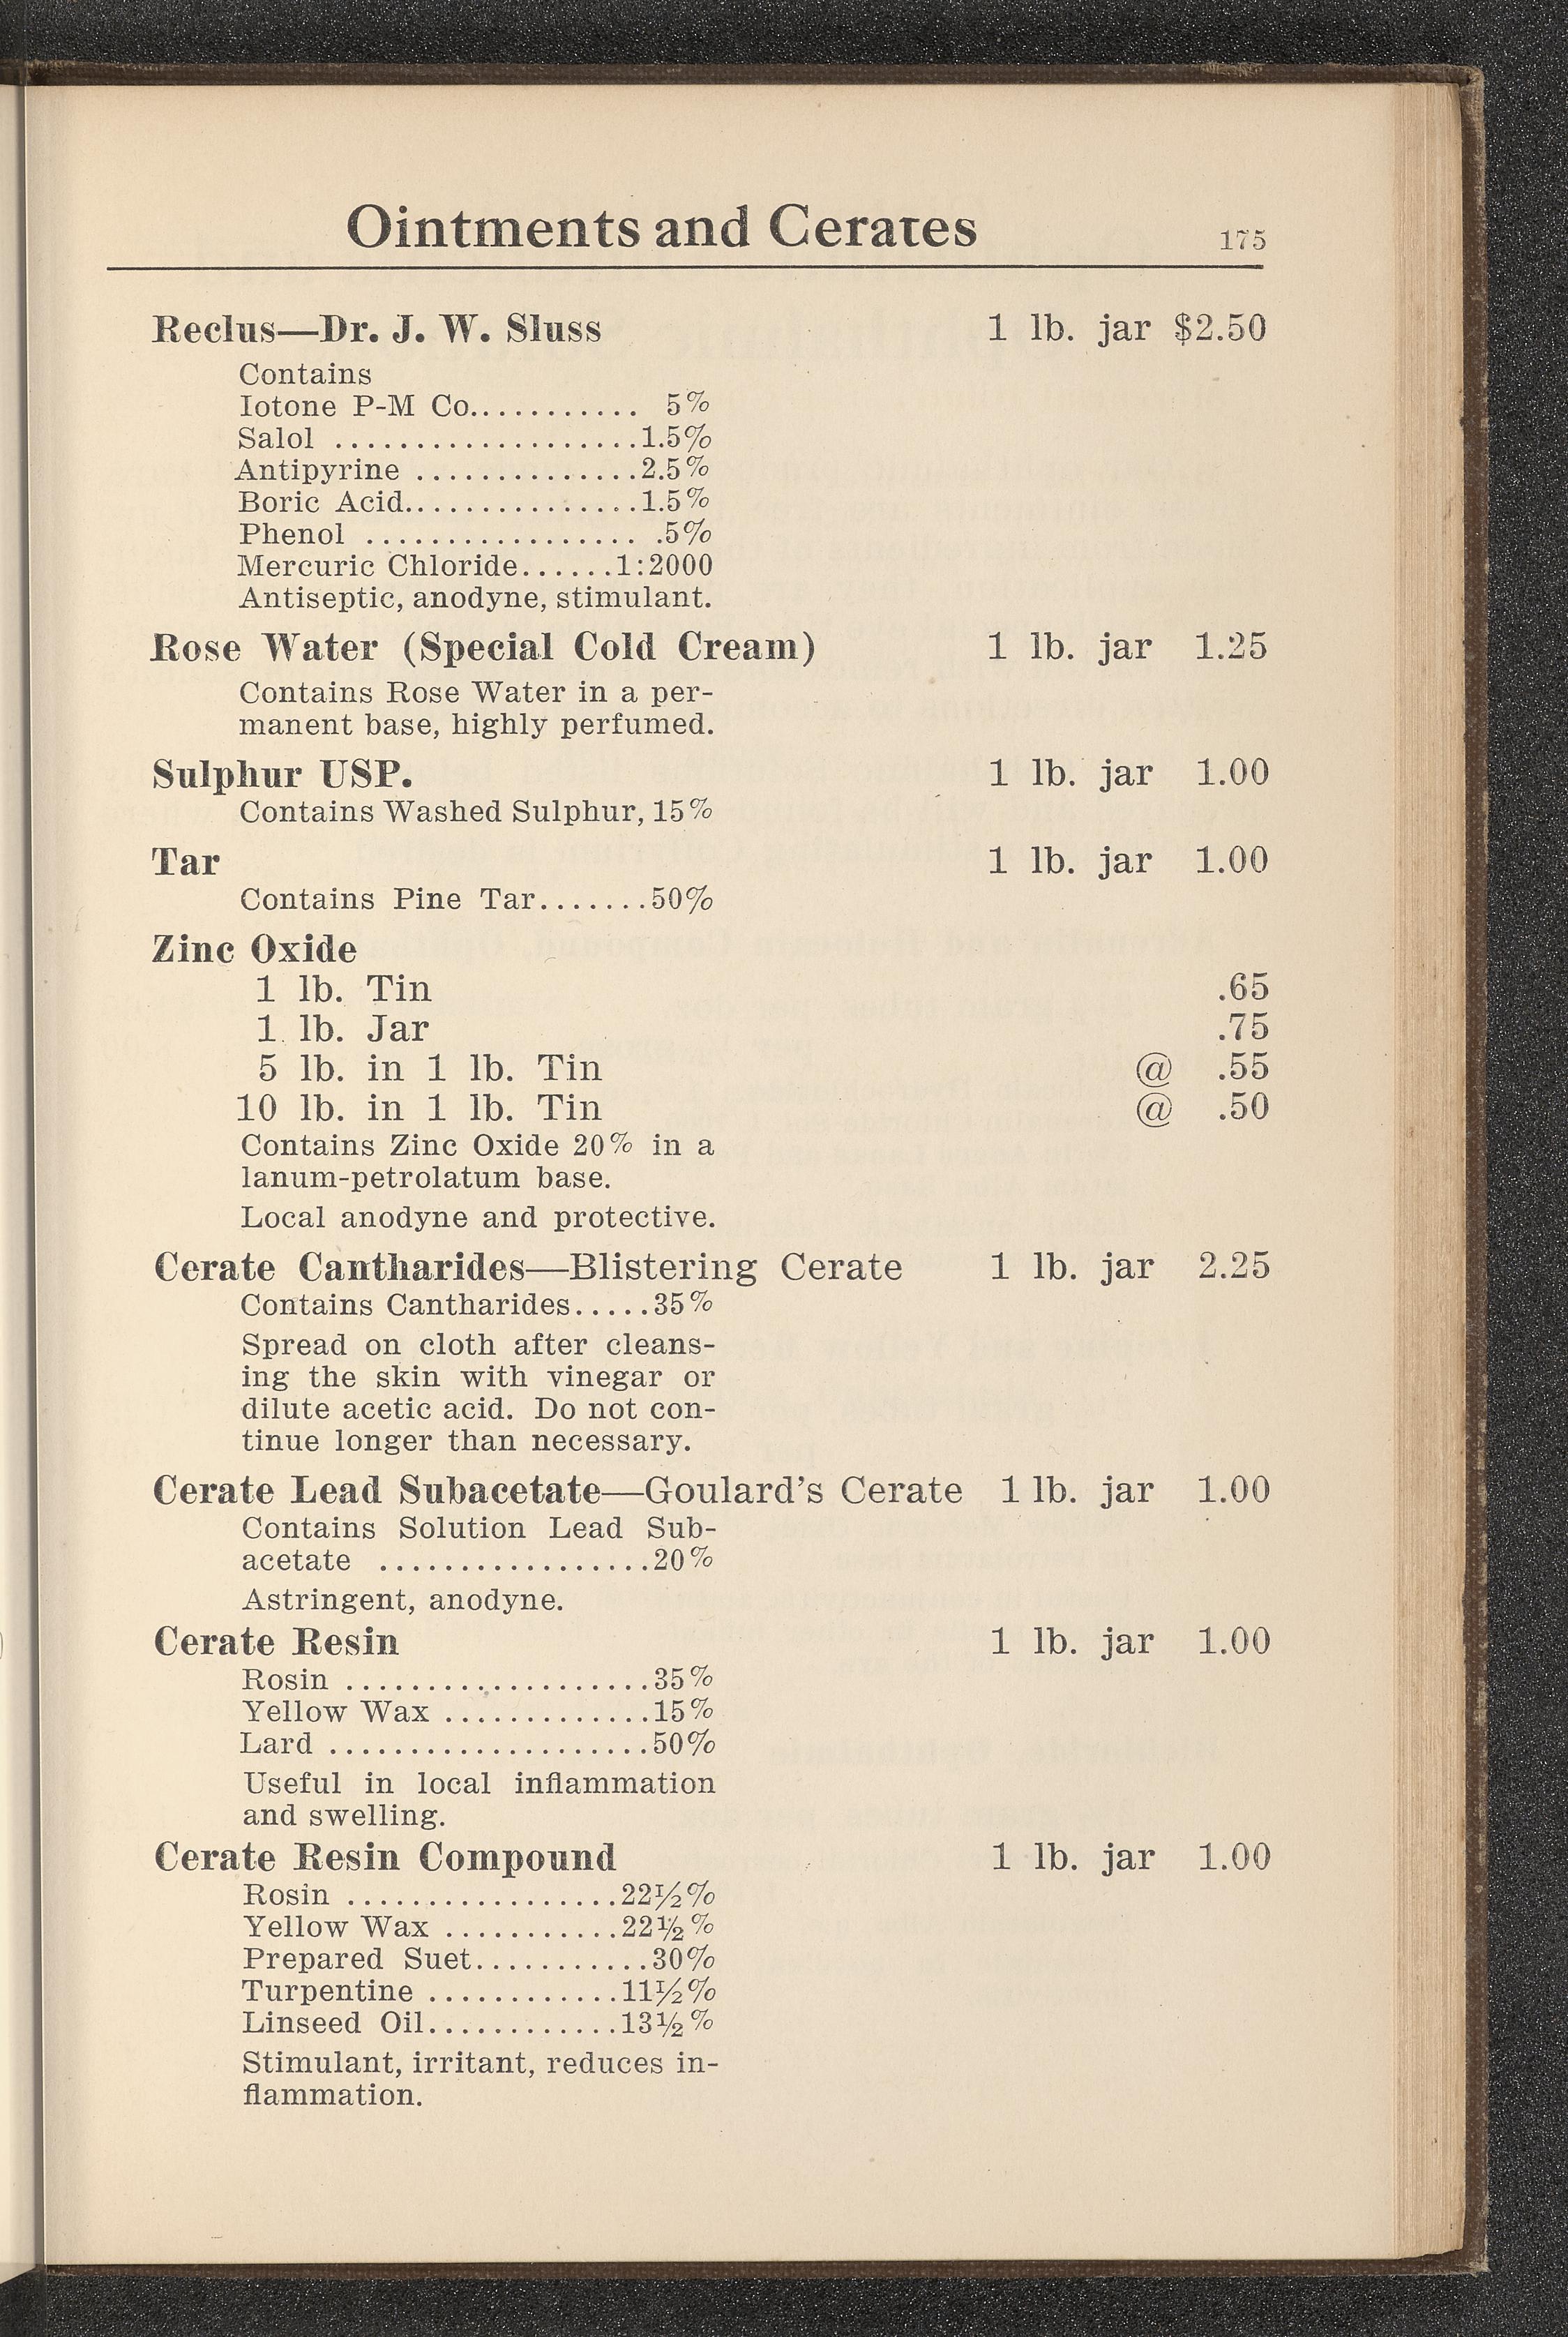 Ointments and Cerates 175
Reclus—Dr. J. W. Sluss 1 lb. jar $2.50
Contains
Iotone P-M Co........... 5%
Salol ...................1.5%
Antipyrine ..............2.5%
Boric Acid...............1.5%
Phenol ................. .5%
Mercuric Chloride......1:2000
Antiseptic, anodyne, stimulant.
Rose Water (Special Cold Cream) 1 lb. jar 1.25
Contains Rose Water in a per-
manent base, highly perfumed.
Sulphur USP. 1 lb. jar 1.00
Contains Washed Sulphur, 15%
Tar 1 lb. jar 1.00
Contains Pine Tar.......50%
Zinc Oxide
1 lb. Tin .65
1 lb. Jar .75
5 lb. in 1 lb. Tin @ .55
10 lb. in 1 lb. Tin @ .50
Contains Zinc Oxide 20% in a
lanum-petrolatum base.
Local anodyne and protective.
Cerate Cantharides—Blistering Cerate 1 lb. jar 2.25
Contains Cantharides.....35%
Spread on cloth after cleans-
ing the skin with vinegar or
dilute acetic acid. Do not con-
tinue longer than necessary.
Cerate Lead Subacetate—Goulard's Cerate 1 lb. jar 1.00
Contains Solution Lead Sub-
acetate .................20%
Astringent, anodyne.
Cerate Resin 1 lb. jar 1.00
Rosin ...................35%
Yellow Wax .............15%
Lard ....................50%
Useful in local inflammation
and swelling.
Cerate Resin Compound 1 lb. jar 1.00
Rosin .................22½%
Yellow Wax ...........22½%
Prepared Suet...........30%
Turpentine ............11½%
Linseed Oil............13½%
Stimulant, irritant, reduces in-
flammation.